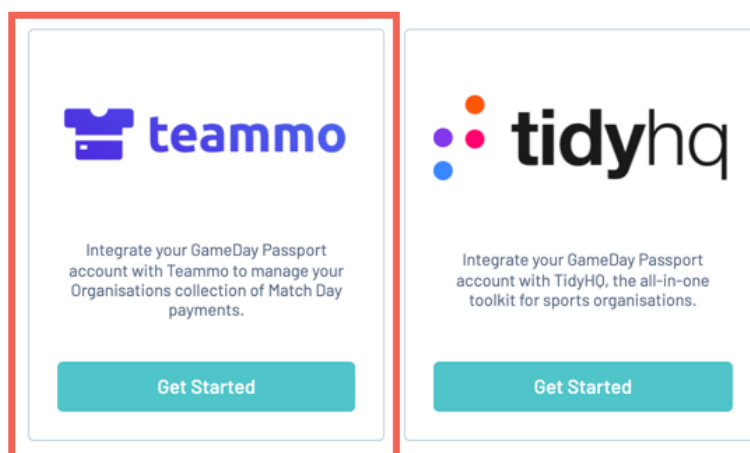 teammo
Integrate your GameDay Passport
account with Teammo to manage your
Organisations collection of Match Day
payments.
Get Started
tidyhq
Integrate your GameDay Passport
account with TidyHQ, the all-in-one
toolkit for sports organisations.
Get Started